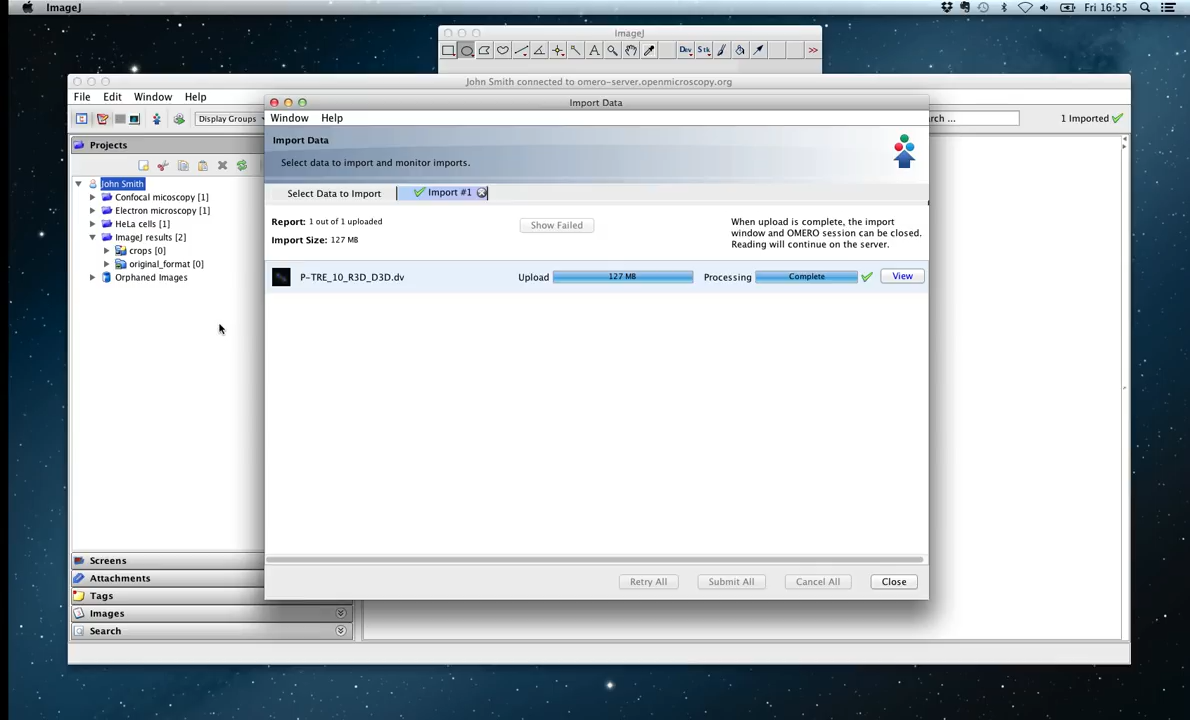 ImageJ
Fri 16:55
ImageJ
Dev Stk >>
John Smith connected to omero-server.openmicroscopy.org
File Edit Window Help
Display Groups
rch ...
1 Imported
Projects
John Smith
Confocal micoscopy [1]
Electron microscopy [1]
HeLa cells [1]
ImageJ results [2]
crops [0]
original_format [0]
Orphaned Images
Screens
Attachments
Tags
Images
Search
Import Data
Window Help
Import Data
Select data to import and monitor imports.
Select Data to Import
Import #1
Report: 1 out of 1 uploaded
Import Size: 127 MB
Show Failed
When upload is complete, the import
window and OMERO session can be closed.
Reading will continue on the server.
P-TRE_10_R3D_D3D.dv Upload 127 MB Processing Complete View
Retry All Submit All Cancel All Close